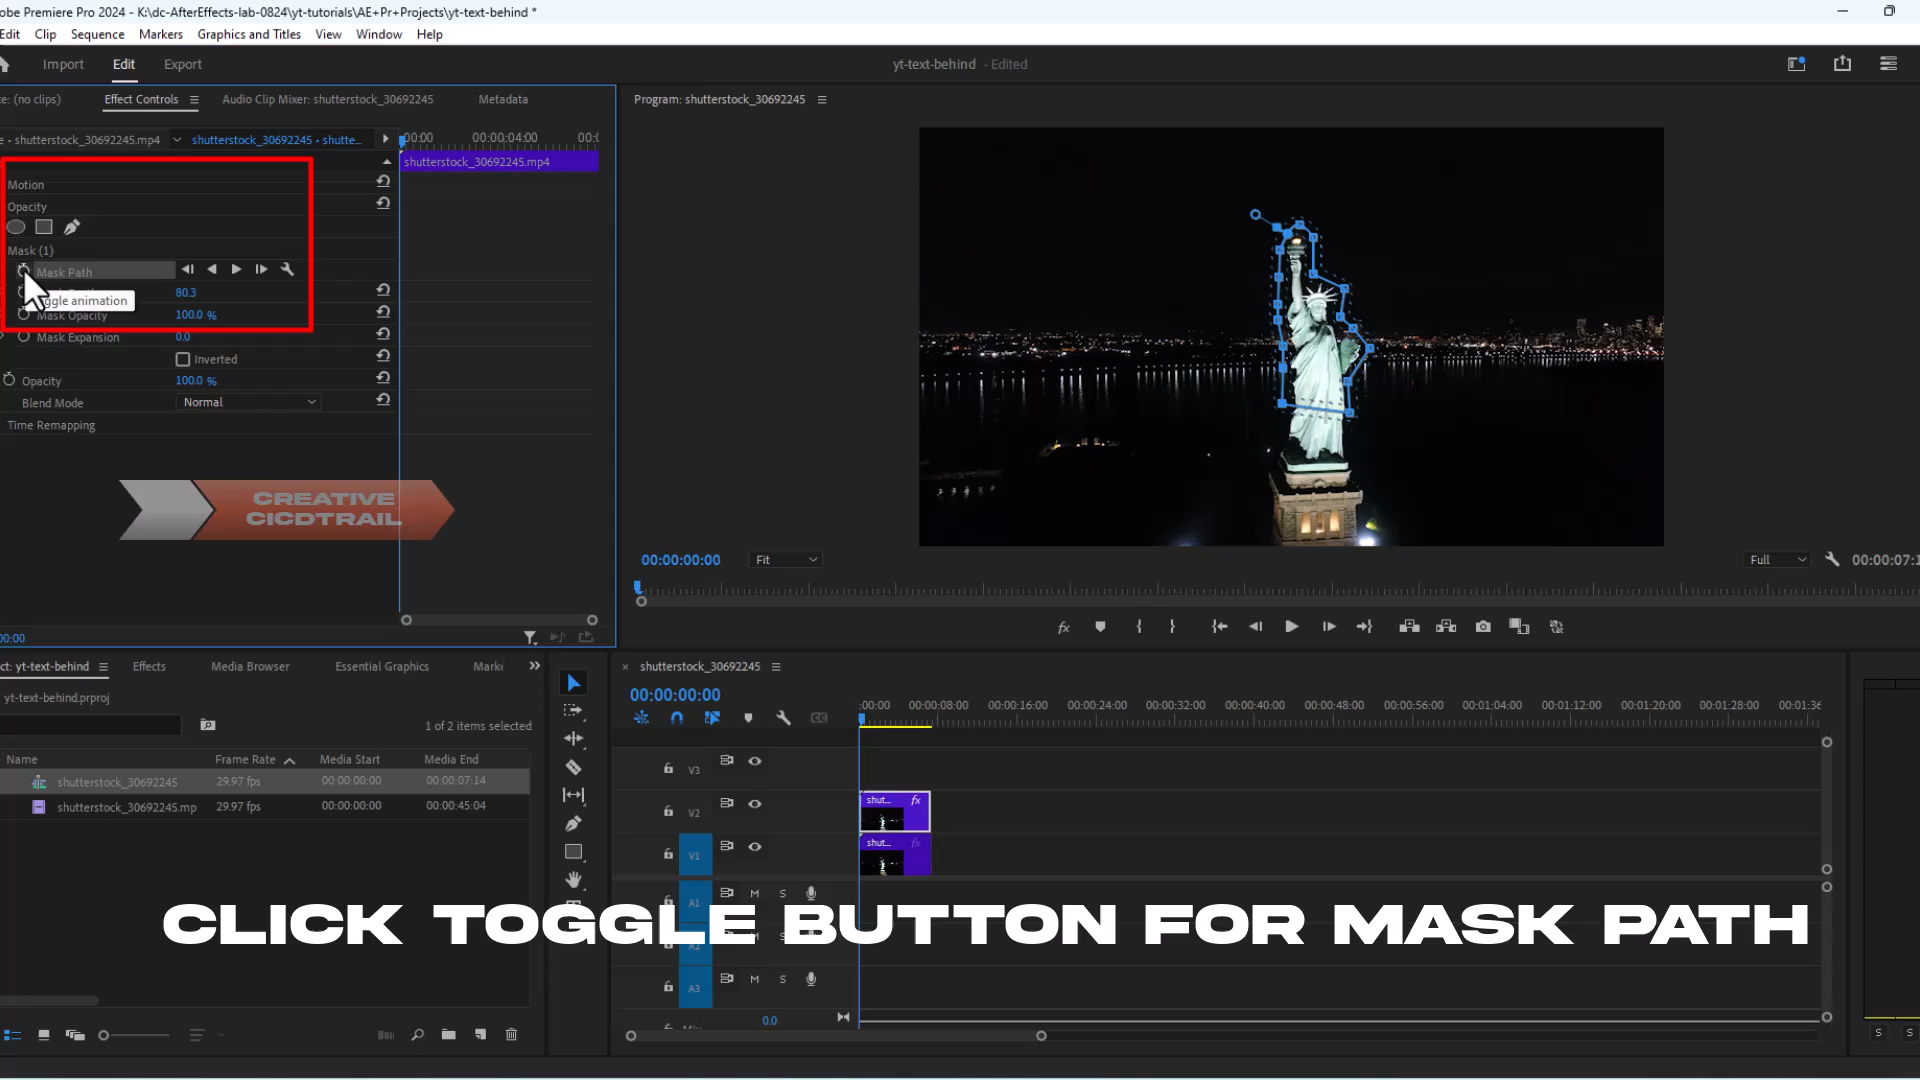 obe Premiere Pro 2024 - K:\dc-AfterEffects-lab-0824\yt-tutorials\AE+Pr+Projects\yt-text-behind *
Edit Clip Sequence Markers Graphics and Titles View Window Help
Import Edit Export
yt-text-behind - Edited
ce: (no clips) Effect Controls Audio Clip Mixer: shutterstock_30692245 Metadata
Program: shutterstock_30692245
e - shutterstock_30692245.mp4 shutterstock_30692245 - shutte...
:00:00 00:00:04:00 00:(
shutterstock_30692245.mp4
Motion
Opacity
Mask (1)
Mask Path
80.3
ggle animation
Mask Opacity 100.0 %
Mask Expansion 0.0
Inverted
Opacity 100.0 %
Blend Mode Normal
Time Remapping
CREATIVE
CICDTRAIL
00:00:00:00 Fit Full 00:00:07:1
00:00
ct: yt-text-behind Effects Media Browser Essential Graphics Marke
yt-text-behind.prproj
1 of 2 items selected
Name Frame Rate Media Start Media End
shutterstock_30692245 29.97 fps 00:00:00:00 00:00:07:14
shutterstock_30692245.mp 29.97 fps 00:00:00:00 00:00:45:04
× shutterstock_30692245
00:00:00:00
:00:00 00:00:08:00 00:00:16:00 00:00:24:00 00:00:32:00 00:00:40:00 00:00:48:00 00:00:56:00 00:01:04:00 00:01:12:00 00:01:20:00 00:01:28:00 00:01:36
CC
V3
V2 shut... fx
V1 shut... fx
A1 M S
A2 M S
A3 M S
0.0
S S
fx
CLICK TOGGLE BUTTON FOR MASK PATH